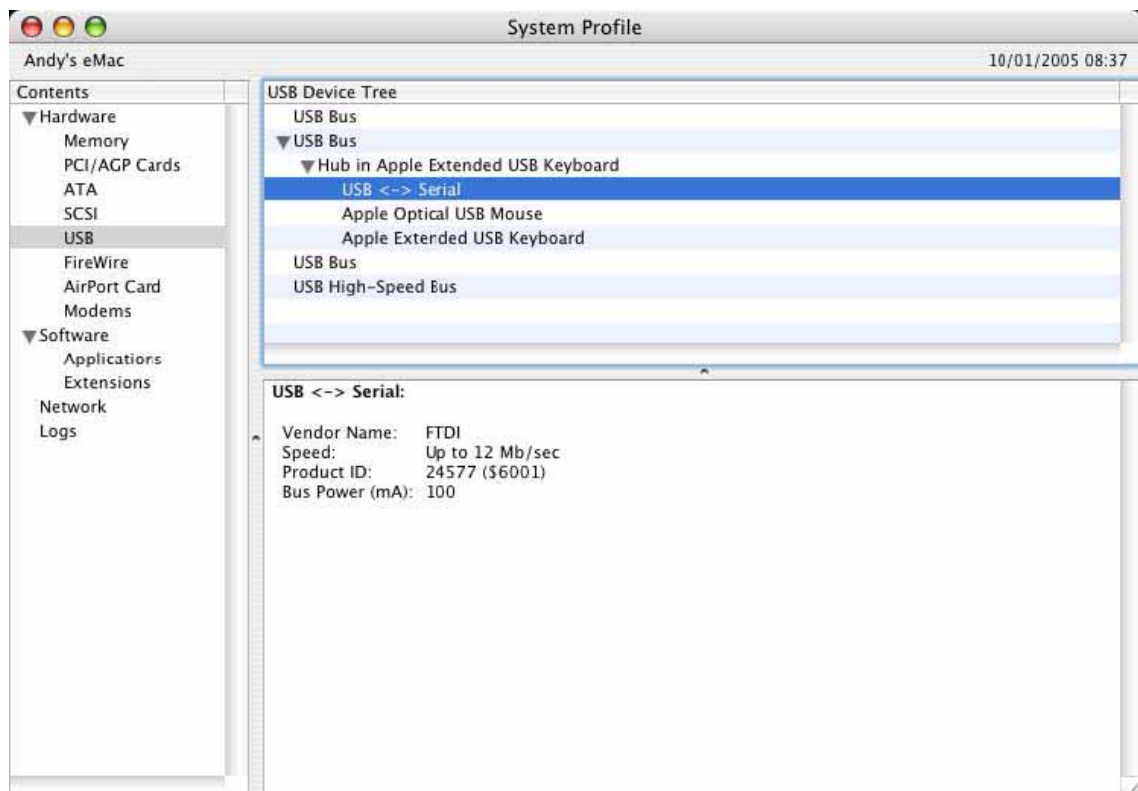 System Profile
Andy's eMac
10/01/2005 08:37
Contents
Hardware
Memory
PCI/AGP Cards
ATA
SCSI
USB
FireWire
AirPort Card
Modems
Software
Applications
Extensions
Network
Logs
USB Device Tree
USB Bus
USB Bus
Hub in Apple Extended USB Keyboard
USB <-> Serial
Apple Optical USB Mouse
Apple Extended USB Keyboard
USB Bus
USB High-Speed Bus
USB <-> Serial:
Vendor Name: FTDI
Speed: Up to 12 Mb/sec
Product ID: 24577 ($6001)
Bus Power (mA): 100